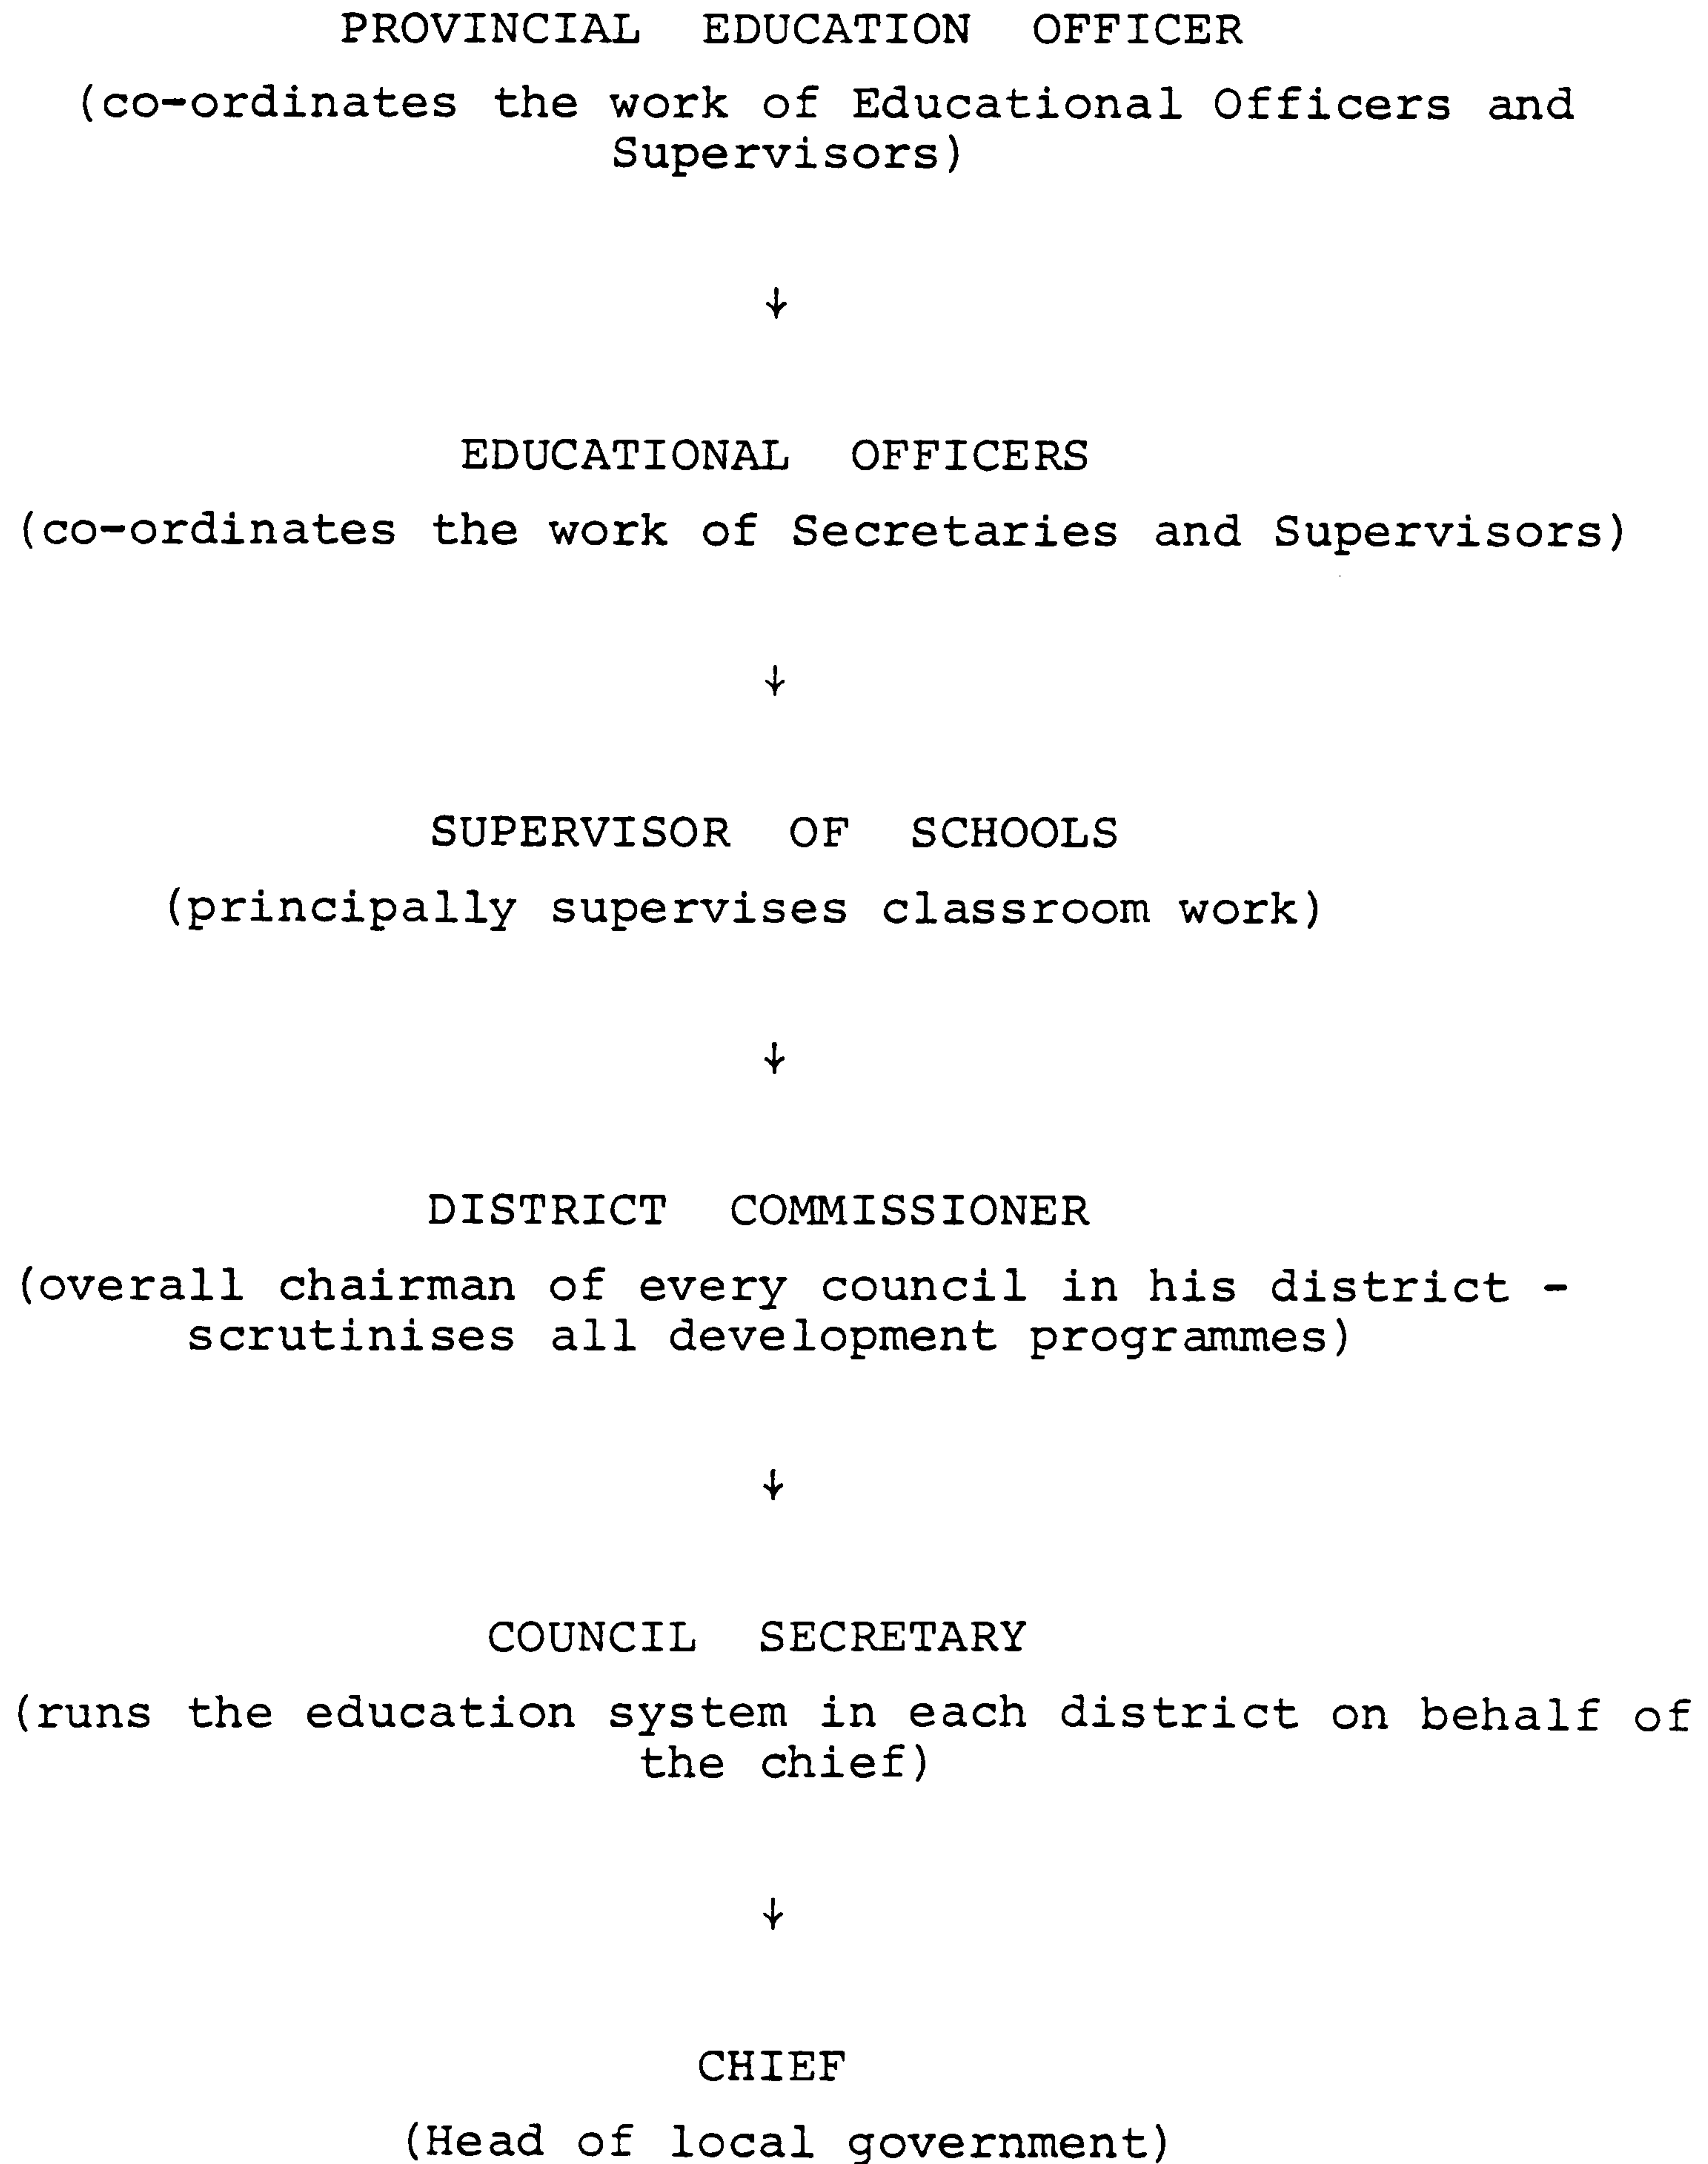 PROVINCIAL EDUCATION OFFICER
(co-ordinates the work of Educational Officers and
Supervisors)
↓
EDUCATIONAL OFFICERS
(co-ordinates the work of Secretaries and Supervisors)
↓
SUPERVISOR OF SCHOOLS
(principally supervises classroom work)
↓
DISTRICT COMMISSIONER
(overall chairman of every council in his district -
scrutinises all development programmes)
↓
COUNCIL SECRETARY
(runs the education system in each district on behalf of
the chief)
↓
CHIEF
(Head of local government)